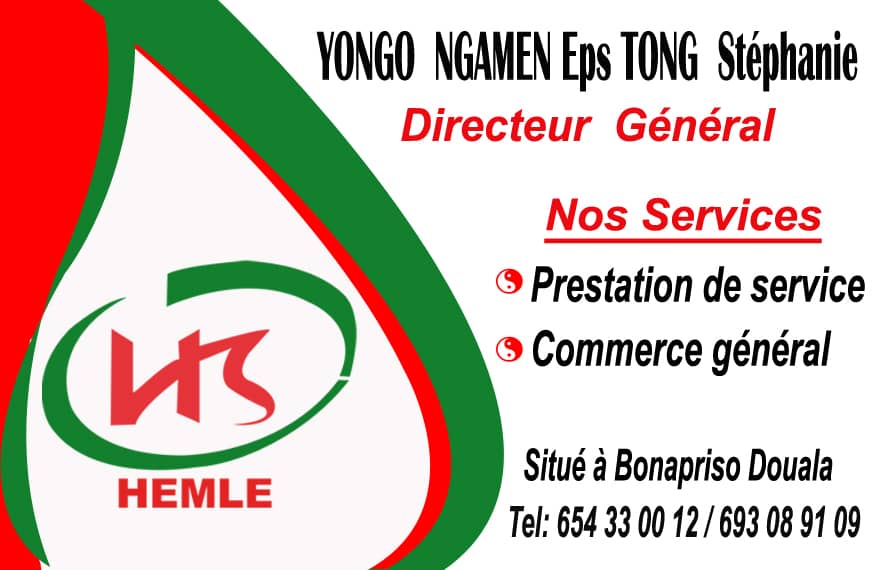 YONGO NGAMEN Eps TONG Stéphanie
Directeur Général
Nos Services
Prestation de service
Commerce général
HS
HEMLE
Situé à Bonapriso Douala
Tel: 654 33 00 12 / 693 08 91 09